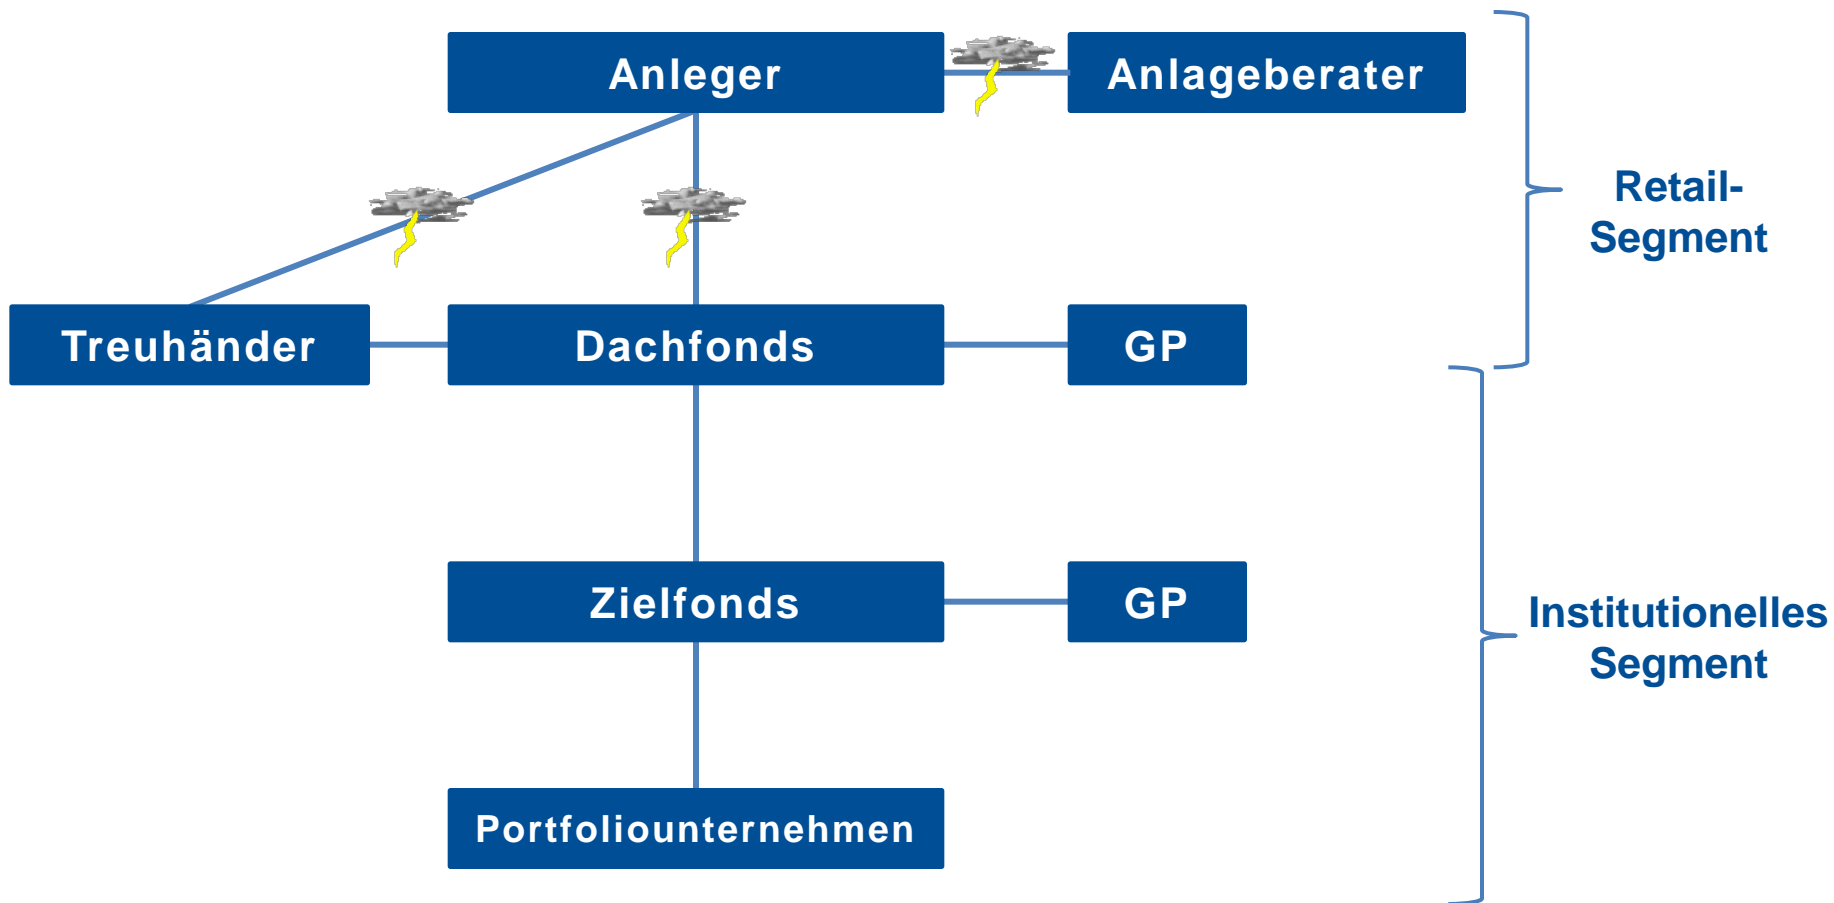 Anleger
Anlageberater
Retail-
Segment
Treuhänder
Dachfonds
GP
Zielfonds
GP
Institutionelles
Segment
Portfoliounternehmen